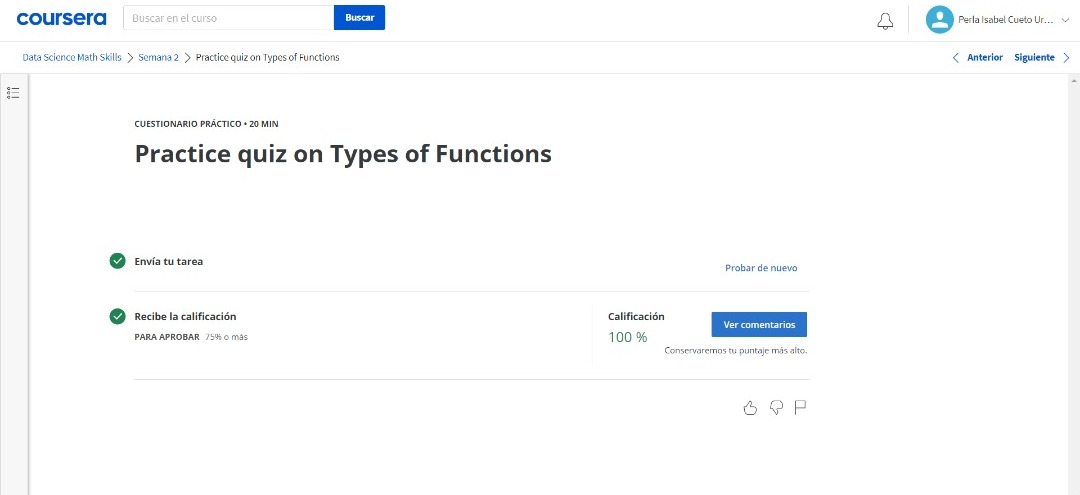 coursera
Buscar en el curso
Buscar
Perla Isabel Cueto Ur...
Data Science Math Skills > Semana 2 > Practice quiz on Types of Functions
< Anterior Siguiente >
CUESTIONARIO PRÁCTICO • 20 MIN
Practice quiz on Types of Functions
Envía tu tarea
Probar de nuevo
Recibe la calificación
PARA APROBAR 75% o más
Calificación
100 %
Ver comentarios
Conservaremos tu puntaje más alto.